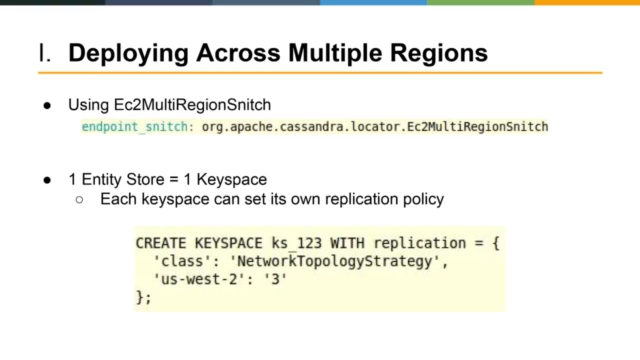 I. Deploying Across Multiple Regions
● Using Ec2MultiRegionSnitch
endpoint_snitch: org.apache.cassandra.locator.Ec2MultiRegionSnitch
● 1 Entity Store = 1 Keyspace
○ Each keyspace can set its own replication policy
CREATE KEYSPACE ks_123 WITH replication = {
'class': 'NetworkTopologyStrategy',
'us-west-2': '3'
};